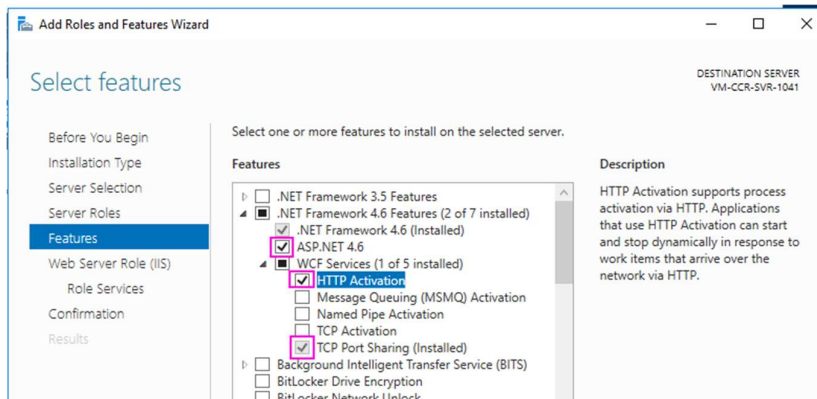 Add Roles and Features Wizard
Select features
DESTINATION SERVER
VM-CCR-SVR-1041
Before You Begin
Installation Type
Server Selection
Server Roles
Features
Web Server Role (IIS)
Role Services
Confirmation
Results
Select one or more features to install on the selected server.
Features
.NET Framework 3.5 Features
.NET Framework 4.6 Features (2 of 7 installed)
.NET Framework 4.6 (Installed)
ASP.NET 4.6
WCF Services (1 of 5 installed)
HTTP Activation
Message Queuing (MSMQ) Activation
Named Pipe Activation
TCP Activation
TCP Port Sharing (Installed)
Background Intelligent Transfer Service (BITS)
BitLocker Drive Encryption
BitLocker Network Unlock
Description
HTTP Activation supports process
activation via HTTP. Applications
that use HTTP Activation can start
and stop dynamically in response to
work items that arrive over the
network via HTTP.